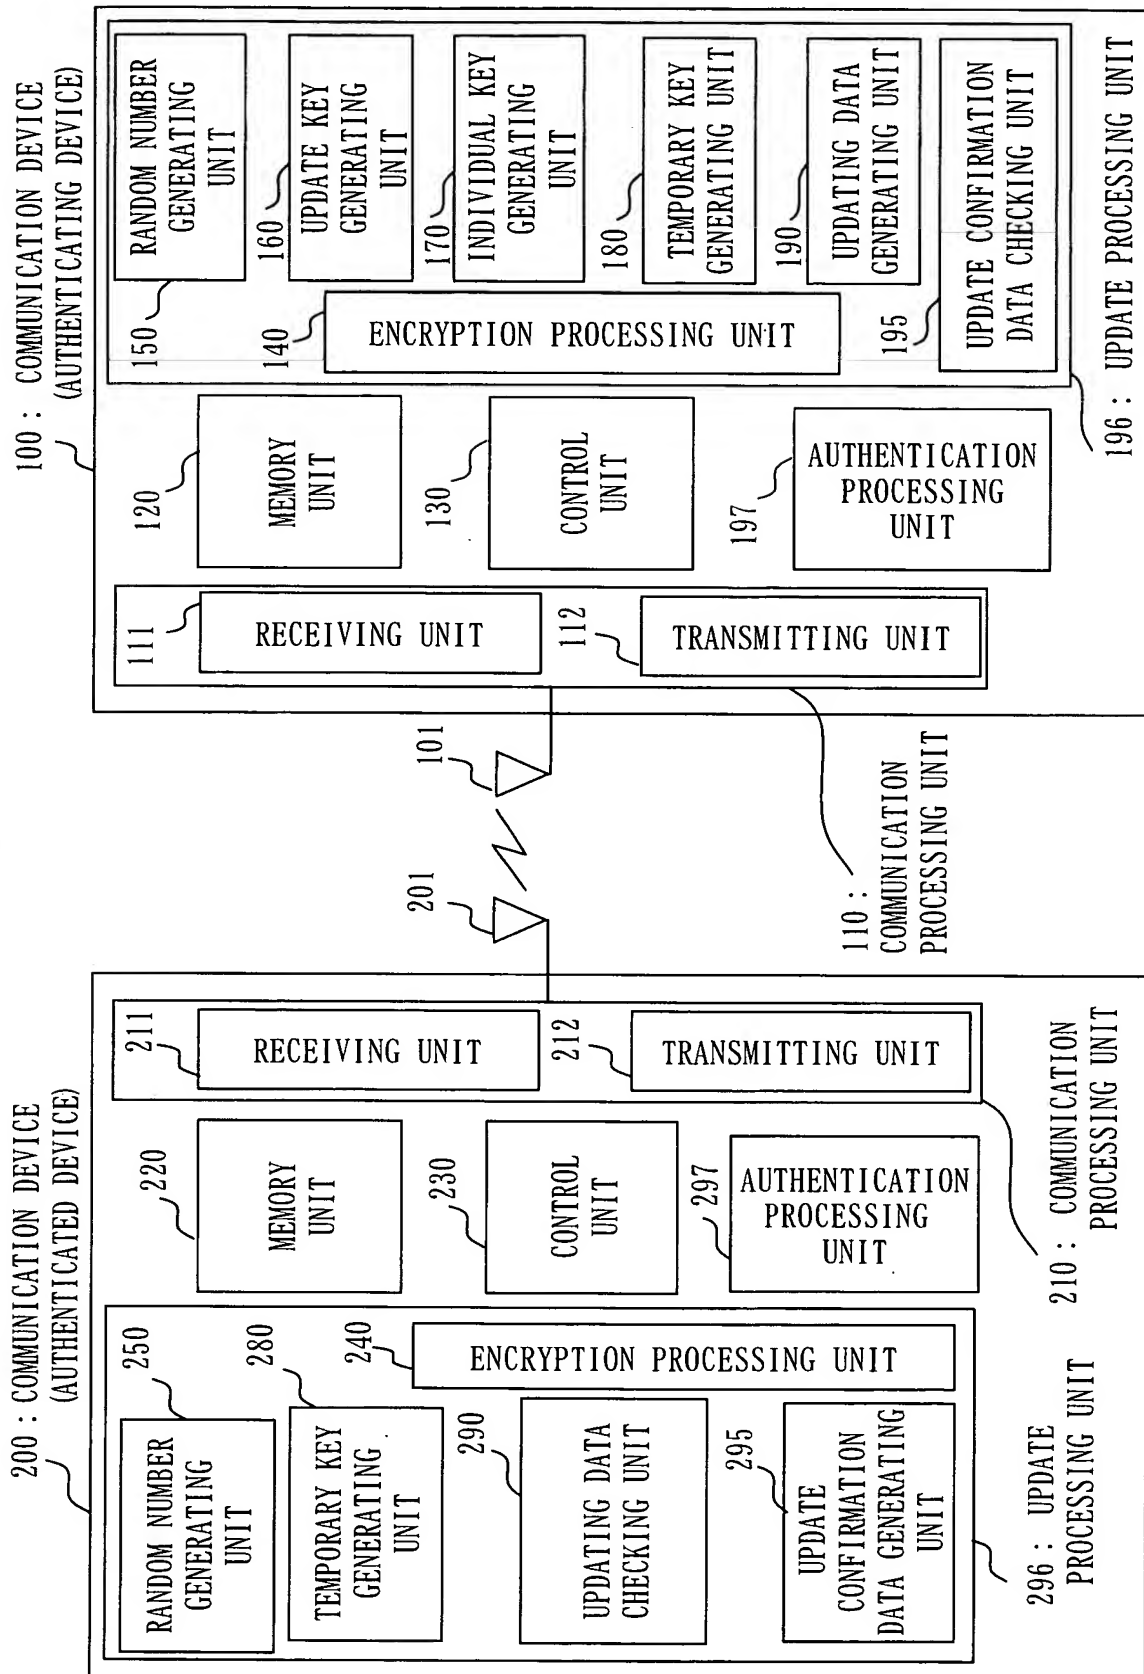 200 : COMMUNICATION DEVICE
(AUTHENTICATED DEVICE)
250
RANDOM NUMBER
GENERATING
UNIT
280
TEMPORARY KEY
GENERATING
UNIT
240
ENCRYPTION PROCESSING UNIT
290
UPDATING DATA
CHECKING UNIT
295
UPDATE
CONFIRMATION
DATA GENERATING
UNIT
296 : UPDATE
PROCESSING UNIT
220
MEMORY
UNIT
230
CONTROL
UNIT
297
AUTHENTICATION
PROCESSING
UNIT
211
RECEIVING UNIT
212
TRANSMITTING UNIT
210 : COMMUNICATION
PROCESSING UNIT
201
101
110 :
COMMUNICATION
PROCESSING UNIT
100 : COMMUNICATION DEVICE
(AUTHENTICATING DEVICE)
111
RECEIVING UNIT
112
TRANSMITTING UNIT
120
MEMORY
UNIT
130
CONTROL
UNIT
197
AUTHENTICATION
PROCESSING
UNIT
150
RANDOM NUMBER
GENERATING
UNIT
140
ENCRYPTION PROCESSING UNIT
160
UPDATE KEY
GENERATING
UNIT
170
INDIVIDUAL KEY
GENERATING
UNIT
180
TEMPORARY KEY
GENERATING UNIT
190
UPDATING DATA
GENERATING UNIT
195
UPDATE CONFIRMATION
DATA CHECKING UNIT
196 : UPDATE PROCESSING UNIT